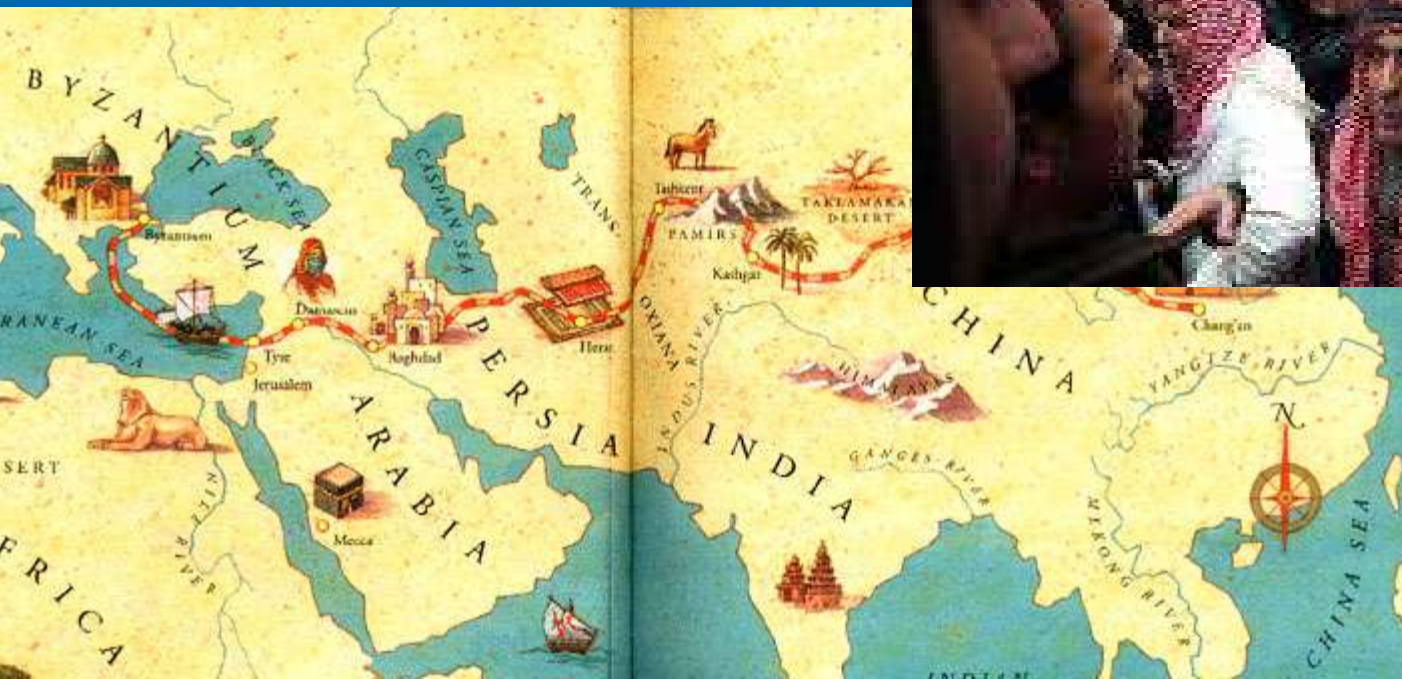 BYZANTIUM
BLACK SEA
CASPIAN SEA
TRANS-
OXIANA
Tashkent
TAKLAMAKAN
DESERT
PAMIRS
Byzantium
Kashgar
CHINA
Damascus
Chang'an
RANEAN SEA
Tyre
Baghdad
PERSIA
Herat
Jerusalem
INDUS RIVER
HIMALAYAS
YANGTZE RIVER
N
ARABIA
INDIA
GANGES RIVER
SERT
NILE RIVER
Mecca
MEKONG RIVER
FRICA
CHINA SEA
INDIAN